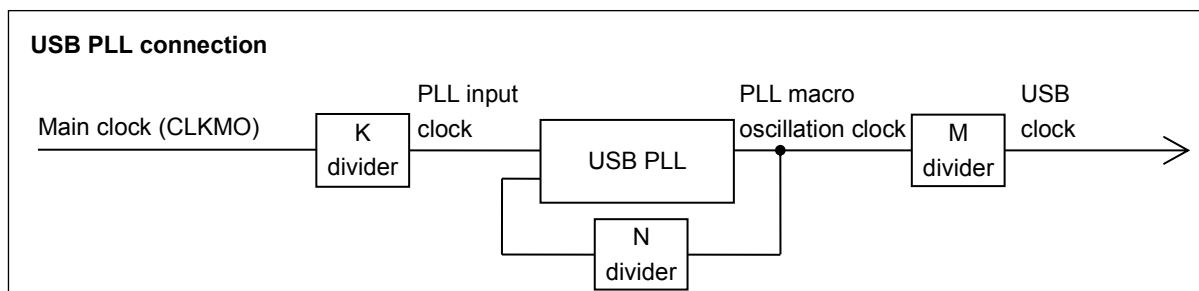 USB PLL connection
Main clock (CLKMO)
K
divider
PLL input
clock
USB PLL
N
divider
PLL macro
oscillation clock
M
divider
USB
clock